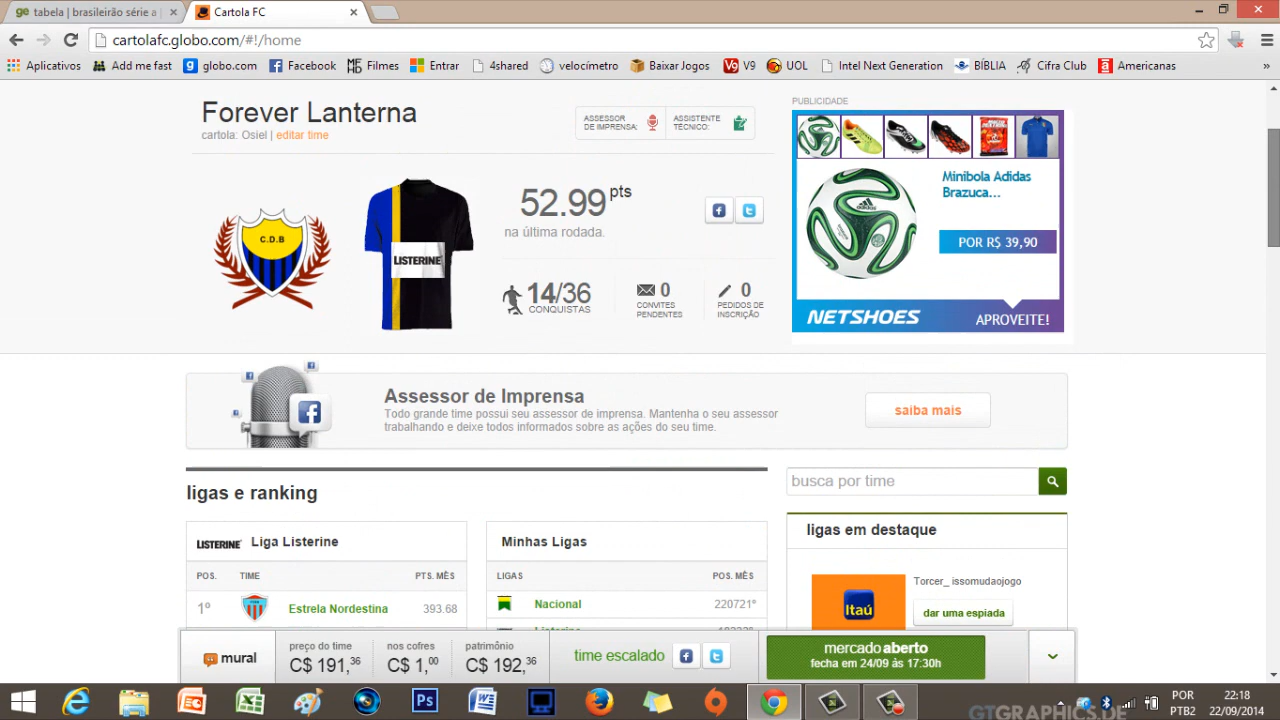 tabela | brasileirão série a
Cartola FC
cartolafc.globo.com/#!/home
Aplicativos
Add me fast
globo.com
Facebook
Filmes
Entrar
4shared
velocímetro
Baixar Jogos
V9
UOL
Intel Next Generation
BÍBLIA
Cifra Club
Americanas
»
Forever Lanterna
cartola: Osiel | editar time
ASSESSOR
DE IMPRENSA:
ASSISTENTE
TÉCNICO:
C.D.B
LISTERINE
52.99 pts
na última rodada.
14/36
CONQUISTAS
0
CONVITES
PENDENTES
0
PEDIDOS DE
INSCRIÇÃO
PUBLICIDADE
Minibola Adidas
Brazuca...
POR R$ 39,90
NETSHOES
APROVEITE!
Assessor de Imprensa
Todo grande time possui seu assessor de imprensa. Mantenha o seu assessor
trabalhando e deixe todos informados sobre as ações do seu time.
saiba mais
ligas e ranking
LISTERINE Liga Listerine
POS. TIME PTS. MÊS
1º Estrela Nordestina 393.68
Minhas Ligas
LIGAS POS. MÊS
Nacional 220721º
busca por time
ligas em destaque
Itaú
Torcer_ issomudaojogo
dar uma espiada
mural
preço do time
C$ 191,36
nos cofres
C$ 1,00
patrimônio
C$ 192,36
time escalado
mercado aberto
fecha em 24/09 às 17:30h
POR
PTB2
22:18
22/09/2014
GTGRAPHICS.DE